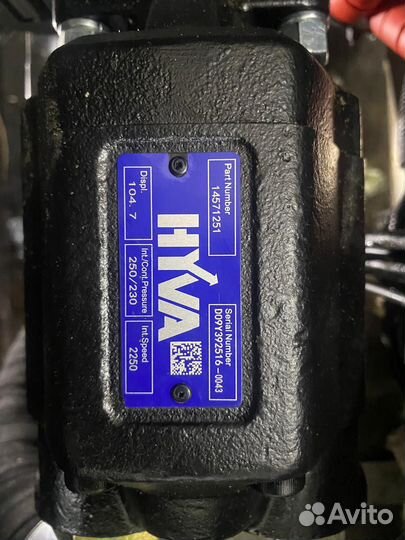 Part Number
14571251
Serial Number
D09Y392516-0043
HYVA
Displ.
104.7
Int./Cont.Pressure
250/230
Int.Speed
2250
Avito